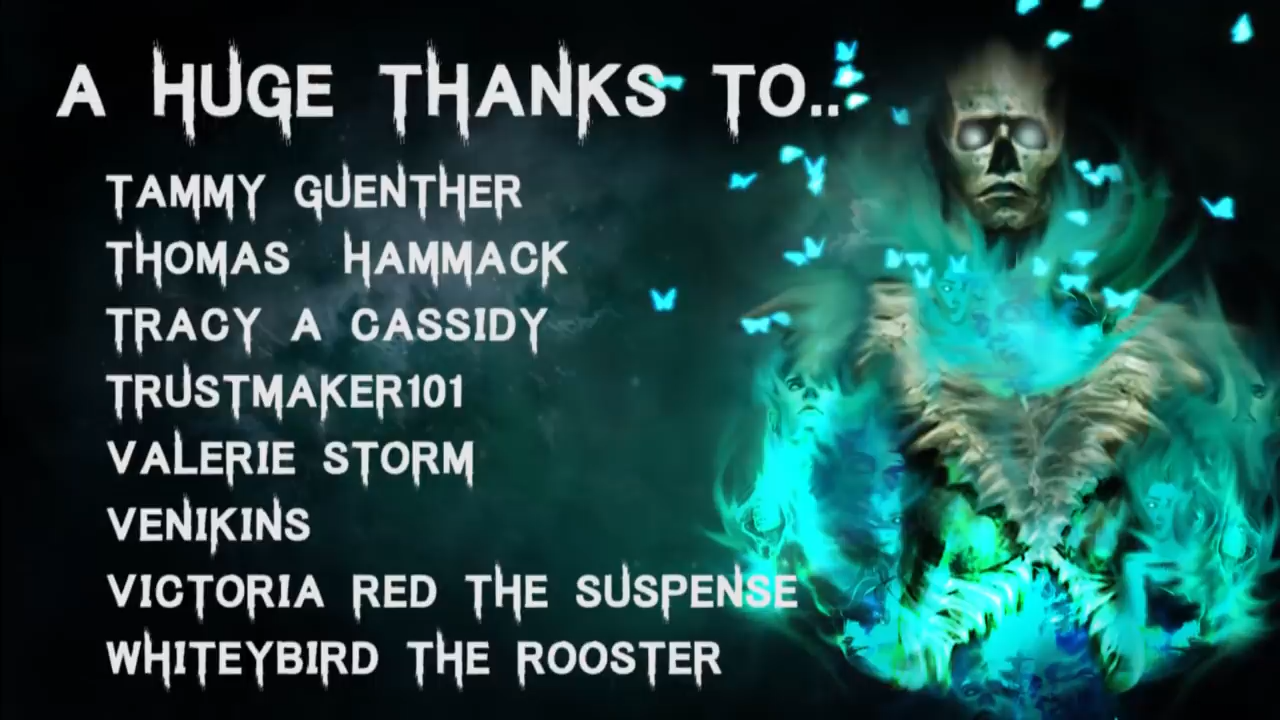 A HUGE THANKS TO..
TAMMY GUENTHER
THOMAS HAMMACK
TRACY A CASSIDY
TRUSTMAKER101
VALERIE STORM
VENIKINS
VICTORIA RED THE SUSPENSE
WHITEYBIRD THE ROOSTER